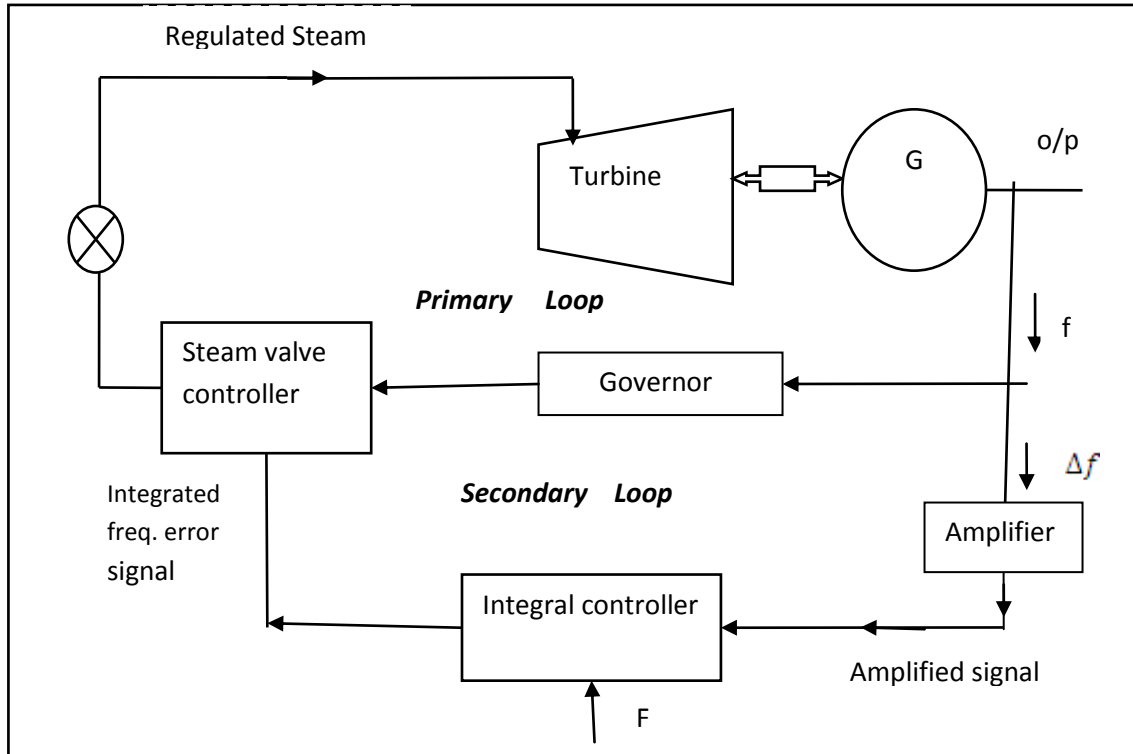 Regulated Steam
Turbine
G
o/p
Primary Loop
f
Steam valve
controller
Governor
Δf
Integrated
freq. error
signal
Secondary Loop
Amplifier
Integral controller
Amplified signal
F